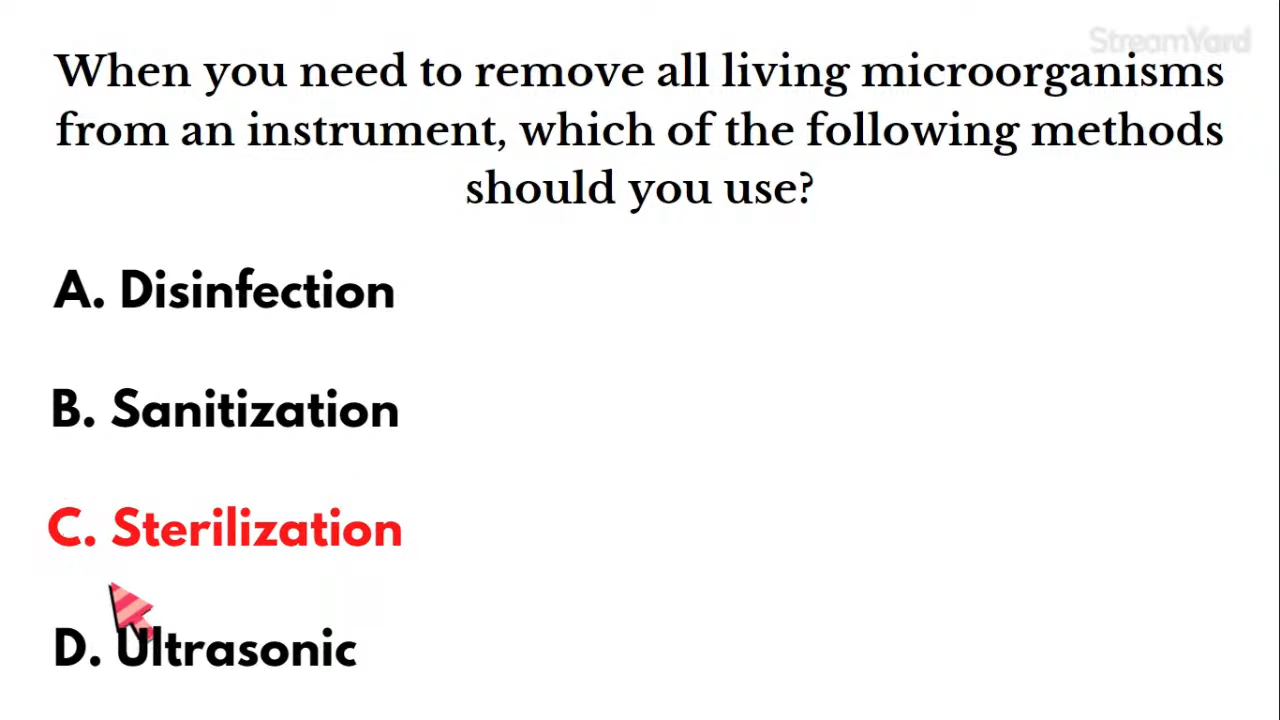 StreamYard
When you need to remove all living microorganisms
from an instrument, which of the following methods
should you use?
A. Disinfection
B. Sanitization
C. Sterilization
D. Ultrasonic